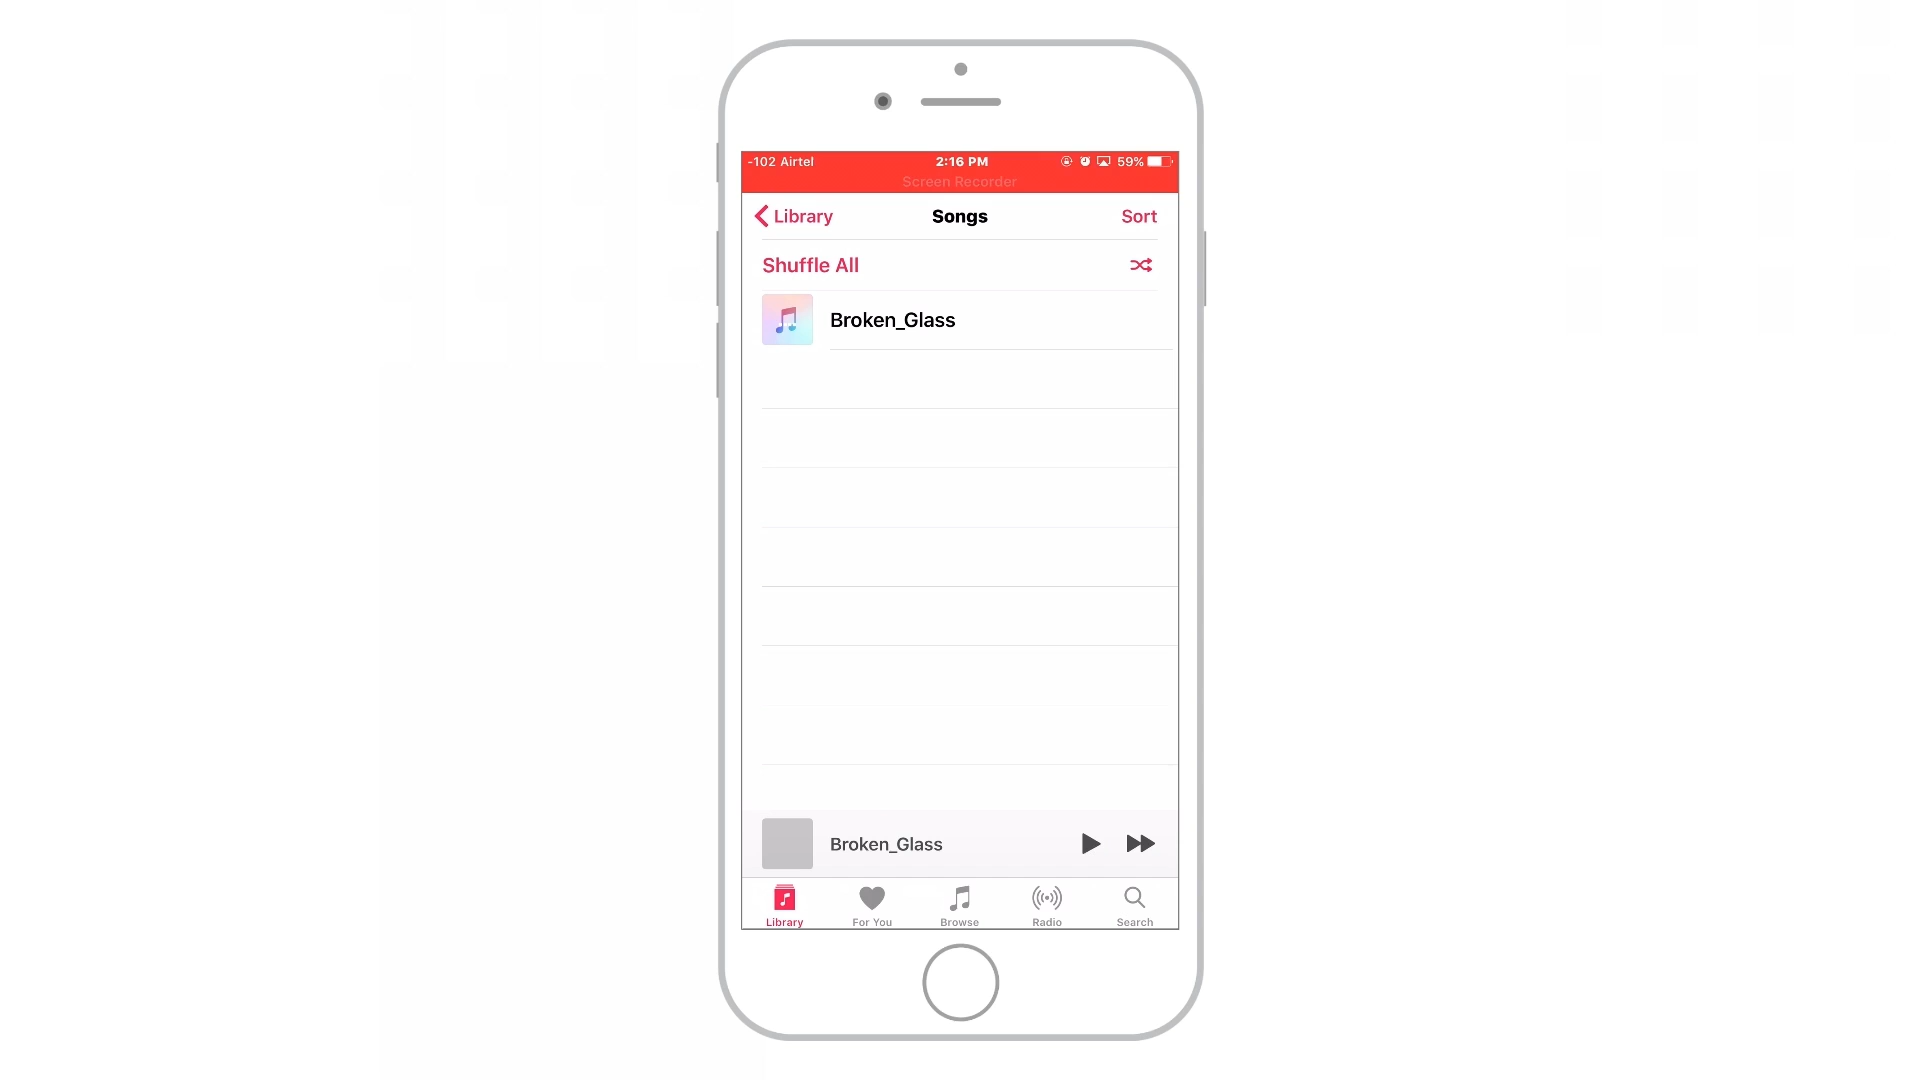 -102 Airtel 2:16 PM 59%
Screen Recorder
Library Songs Sort
Shuffle All
Broken_Glass
Broken_Glass
Library For You Browse Radio Search